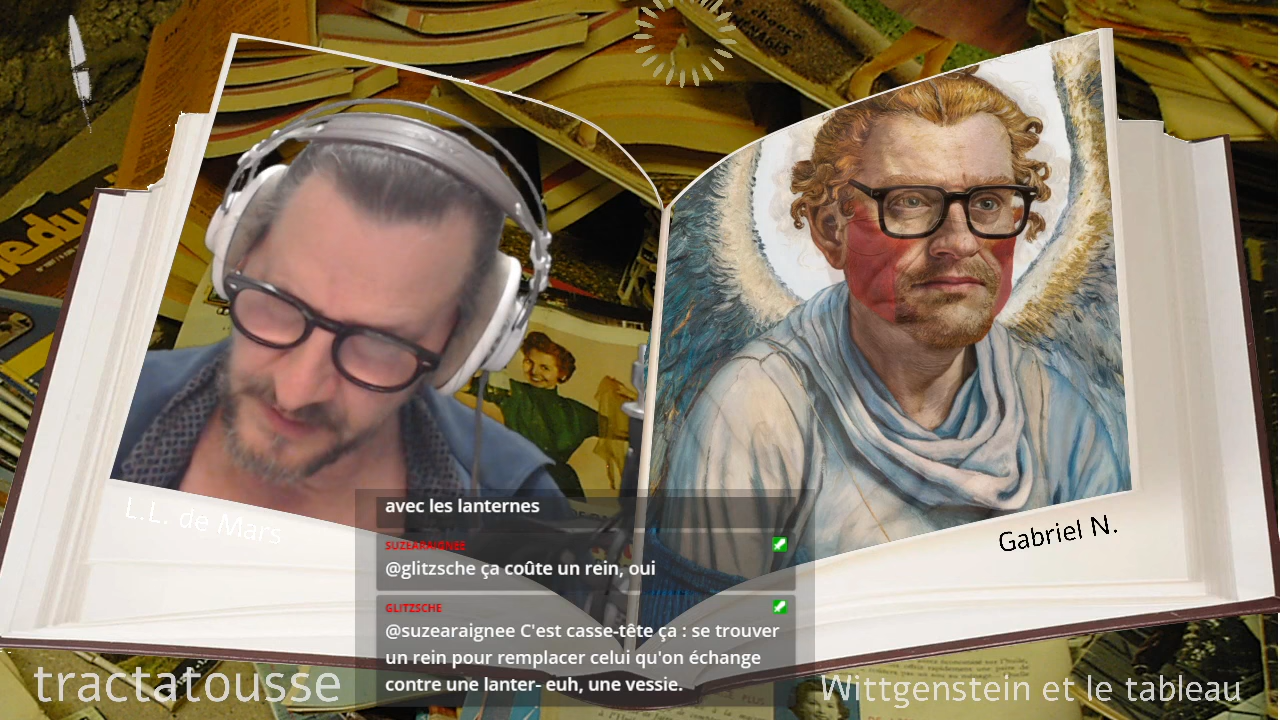 L.L. de Mars
Gabriel N.
avec les lanternes
SUZEARAIGNEE
@glitzsche ça coûte un rein, oui
GLITZSCHE
@suzearaignee C'est casse-tête ça : se trouver
un rein pour remplacer celui qu'on échange
contre une lanter- euh, une vessie.
tractatousse
Wittgenstein et le tableau